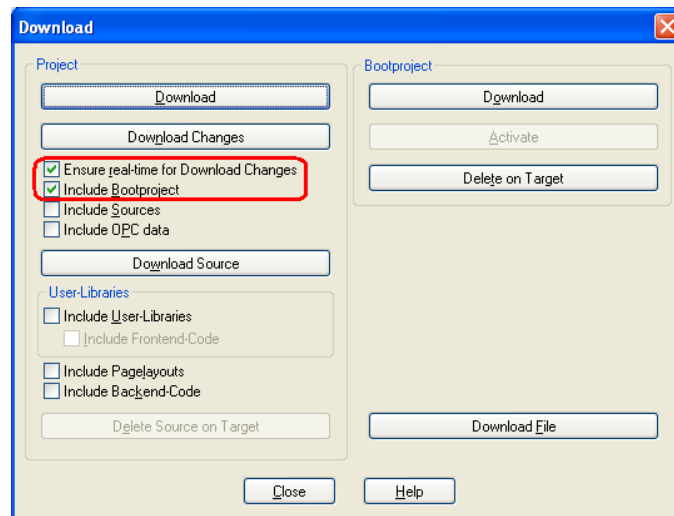 Download
Project
Download
Download Changes
Ensure real-time for Download Changes
Include Bootproject
Include Sources
Include OPC data
Download Source
User-Libraries
Include User-Libraries
Include Frontend-Code
Include Pagelayouts
Include Backend-Code
Delete Source on Target
Bootproject
Download
Activate
Delete on Target
Download File
Close
Help